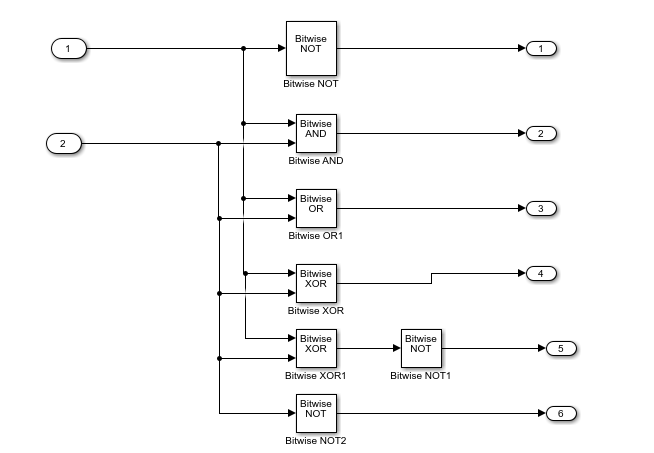 1
Bitwise
NOT
Bitwise NOT
1
2
Bitwise
AND
Bitwise AND
2
Bitwise
OR
Bitwise OR1
3
Bitwise
XOR
Bitwise XOR
4
Bitwise
XOR
Bitwise XOR1
Bitwise
NOT
Bitwise NOT1
5
Bitwise
NOT
Bitwise NOT2
6